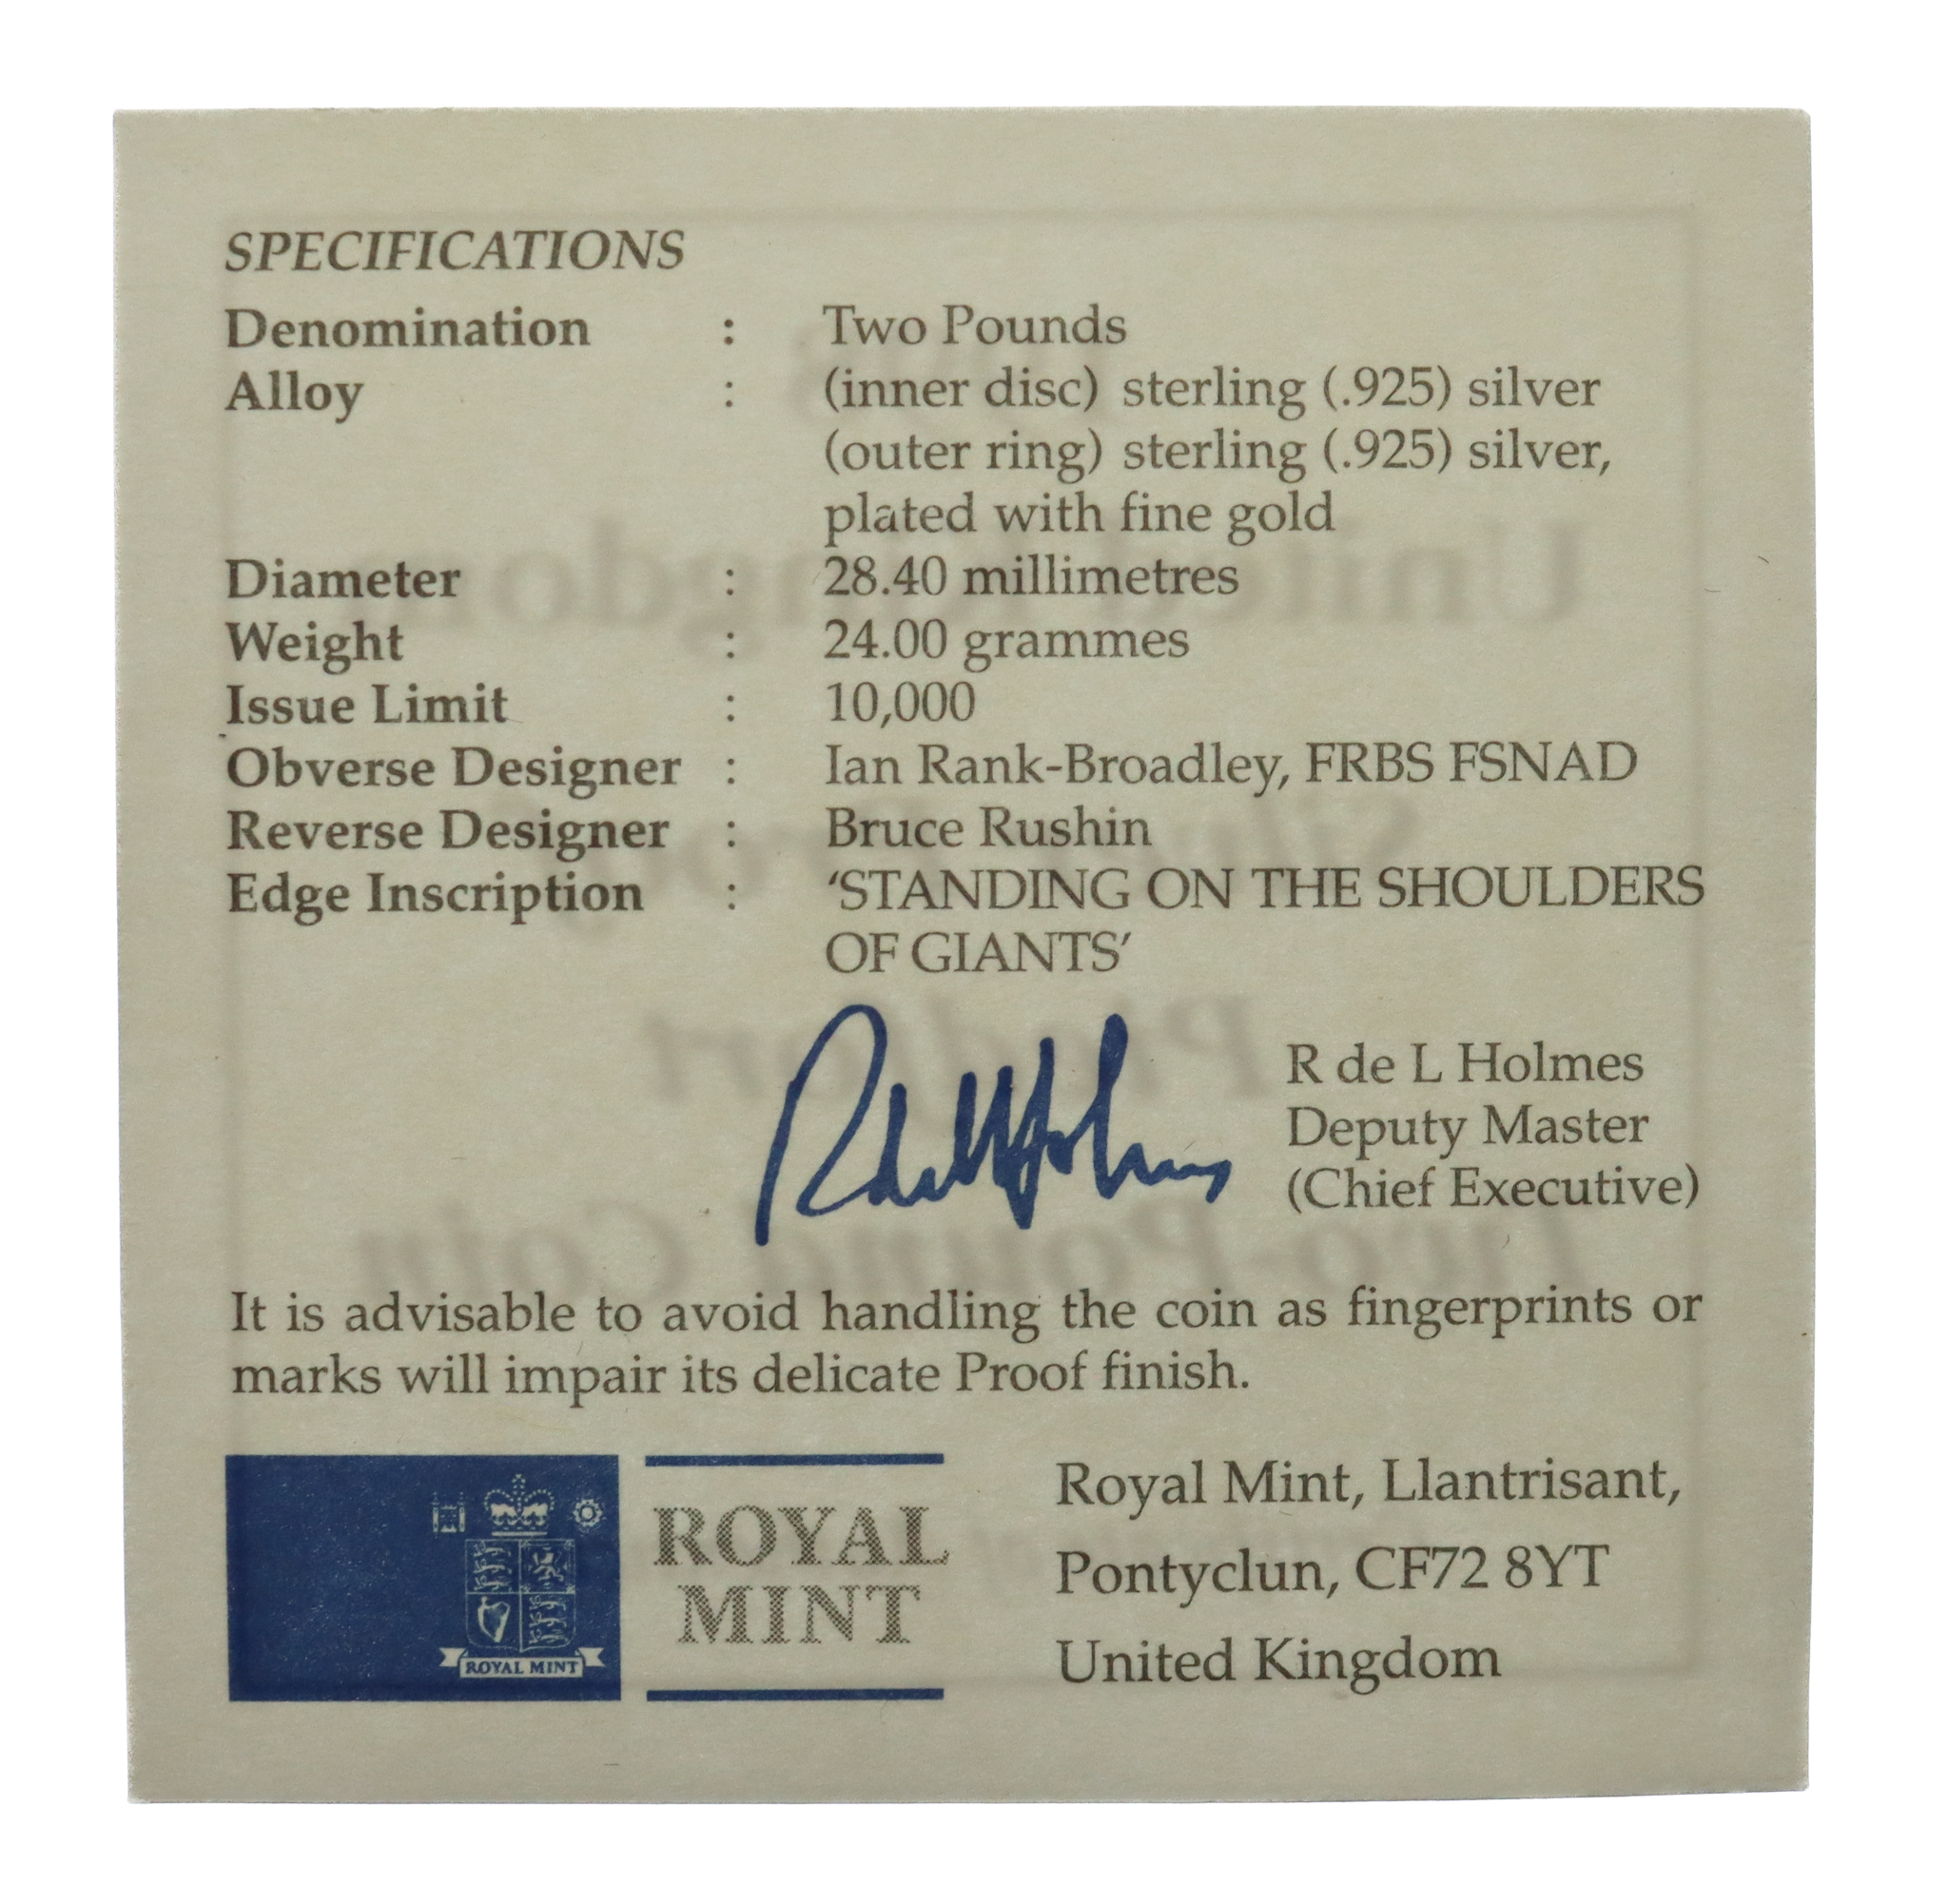 SPECIFICATIONS
Denomination : Two Pounds
Alloy : (inner disc) sterling (.925) silver
(outer ring) sterling (.925) silver,
plated with fine gold
Diameter : 28.40 millimetres
Weight : 24.00 grammes
Issue Limit : 10,000
Obverse Designer : Ian Rank-Broadley, FRBS FSNAD
Reverse Designer : Bruce Rushin
Edge Inscription : ‘STANDING ON THE SHOULDERS
OF GIANTS’
R de L Holmes
Deputy Master
(Chief Executive)
It is advisable to avoid handling the coin as fingerprints or
marks will impair its delicate Proof finish.
ROYAL MINT
ROYAL
MINT
Royal Mint, Llantrisant,
Pontyclun, CF72 8YT
United Kingdom